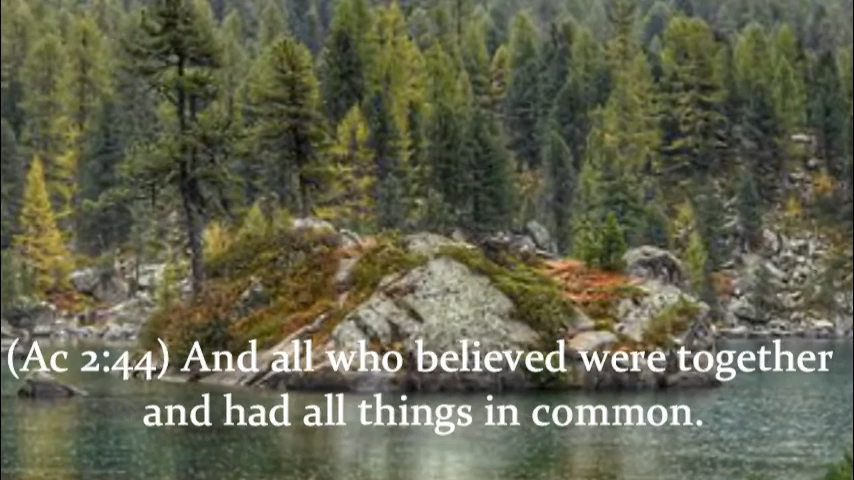 (Ac 2:44) And all who believed were together
and had all things in common.